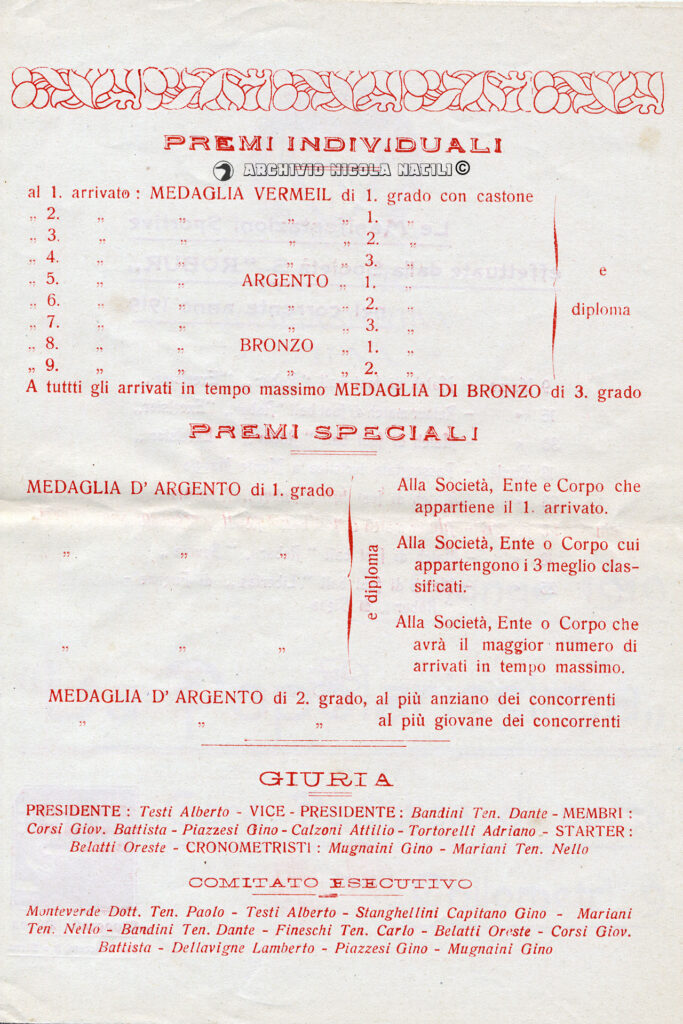 PREMI INDIVIDUALI
ARCHIVIO NICOLA NATILI ©
al 1. arrivato : MEDAGLIA VERMEIL di 1. grado con castone
„ 2. „ „ „ „ 1. „
„ 3. „ „ „ „ 2. „
„ 4. „ „ „ „ 3. „
„ 5. „ „ ARGENTO „ 1. „
„ 6. „ „ „ „ 2. „
„ 7. „ „ „ „ 3. „
„ 8. „ „ BRONZO „ 1. „
„ 9. „ „ „ „ 2. „
e
diploma
A tuttti gli arrivati in tempo massimo MEDAGLIA DI BRONZO di 3. grado
PREMI SPECIALI
MEDAGLIA D' ARGENTO di 1. grado
„ „ „
„ „ „
e diploma
Alla Società, Ente e Corpo che
appartiene il 1. arrivato.
Alla Società, Ente o Corpo cui
appartengono i 3 meglio clas-
sificati.
Alla Società, Ente o Corpo che
avrà il maggior numero di
arrivati in tempo massimo.
MEDAGLIA D' ARGENTO di 2. grado, al più anziano dei concorrenti
„ „ „ al più giovane dei concorrenti
GIURIA
PRESIDENTE : Testi Alberto - VICE - PRESIDENTE : Bandini Ten. Dante - MEMBRI :
Corsi Giov. Battista - Piazzesi Gino - Calzoni Attilio - Tortorelli Adriano - STARTER :
Belatti Oreste - CRONOMETRISTI : Mugnaini Gino - Mariani Ten. Nello
COMITATO ESECUTIVO
Monteverde Dott. Ten. Paolo - Testi Alberto - Stanghellini Capitano Gino - Mariani
Ten. Nello - Bandini Ten. Dante - Fineschi Ten. Carlo - Belatti Oreste - Corsi Giov.
Battista - Dellavigne Lamberto - Piazzesi Gino - Mugnaini Gino